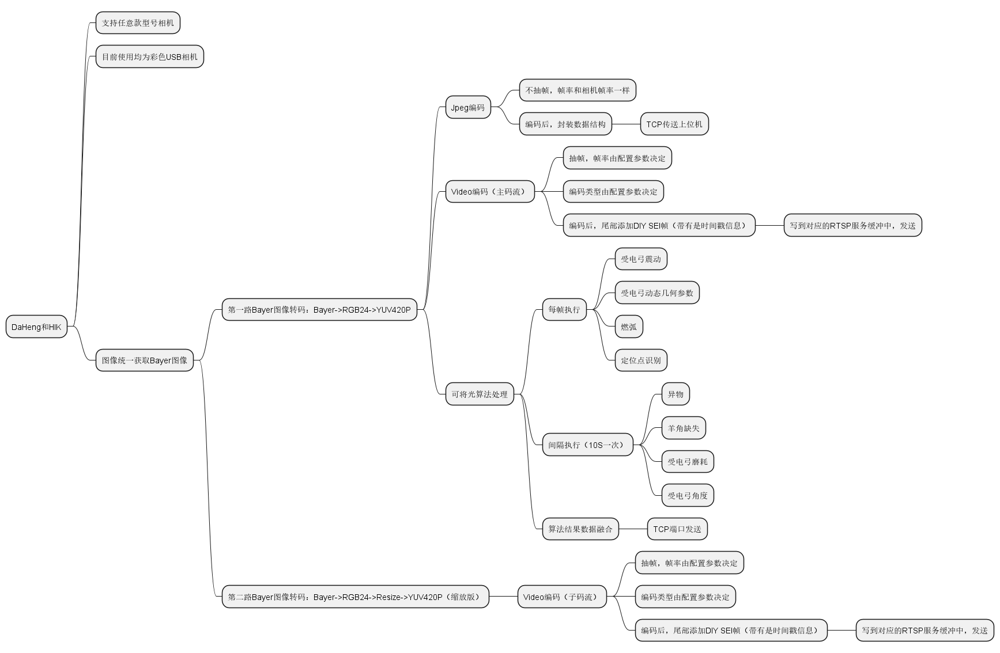 支持任意款型号相机
目前使用均为彩色USB相机
不抽帧，帧率和相机帧率一样
Jpeg编码
编码后，封装数据结构
TCP传送上位机
抽帧，帧率由配置参数决定
Video编码（主码流）
编码类型由配置参数决定
编码后，尾部添加DIY SEI帧（带有是时间戳信息）
写到对应的RTSP服务缓冲中，发送
受电弓震动
受电弓动态几何参数
第一路Bayer图像转码：Bayer->RGB24->YUV420P
每帧执行
DaHeng和HIK
燃弧
图像统一获取Bayer图像
定位点识别
可将光算法处理
异物
羊角缺失
间隔执行（10S一次）
受电弓磨耗
受电弓角度
算法结果数据融合
TCP端口发送
抽帧，帧率由配置参数决定
第二路Bayer图像转码：Bayer->RGB24->Resize->YUV420P（缩放版）
Video编码（子码流）
编码类型由配置参数决定
编码后，尾部添加DIY SEI帧（带有是时间戳信息）
写到对应的RTSP服务缓冲中，发送